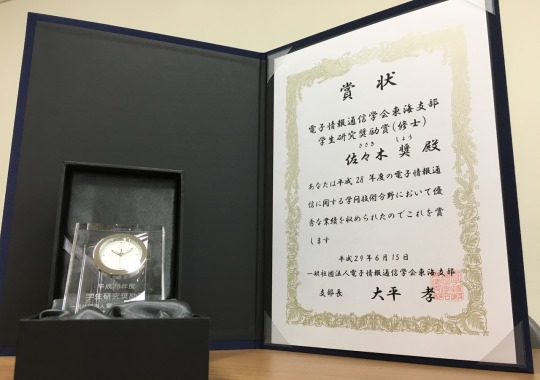 賞状
電子情報通信学会東海支部
学生研究奨励賞(修士)
ささき しょう
佐々木 奨 殿
あなたは平成28年度の電子情報通
信に関する学問技術分野において優
秀な業績を収められたのでこれを賞
します
平成29年6月15日
一般社団法人電子情報通信学会東海支部
支部長 大平 孝
平成28年度
学生研究奨励